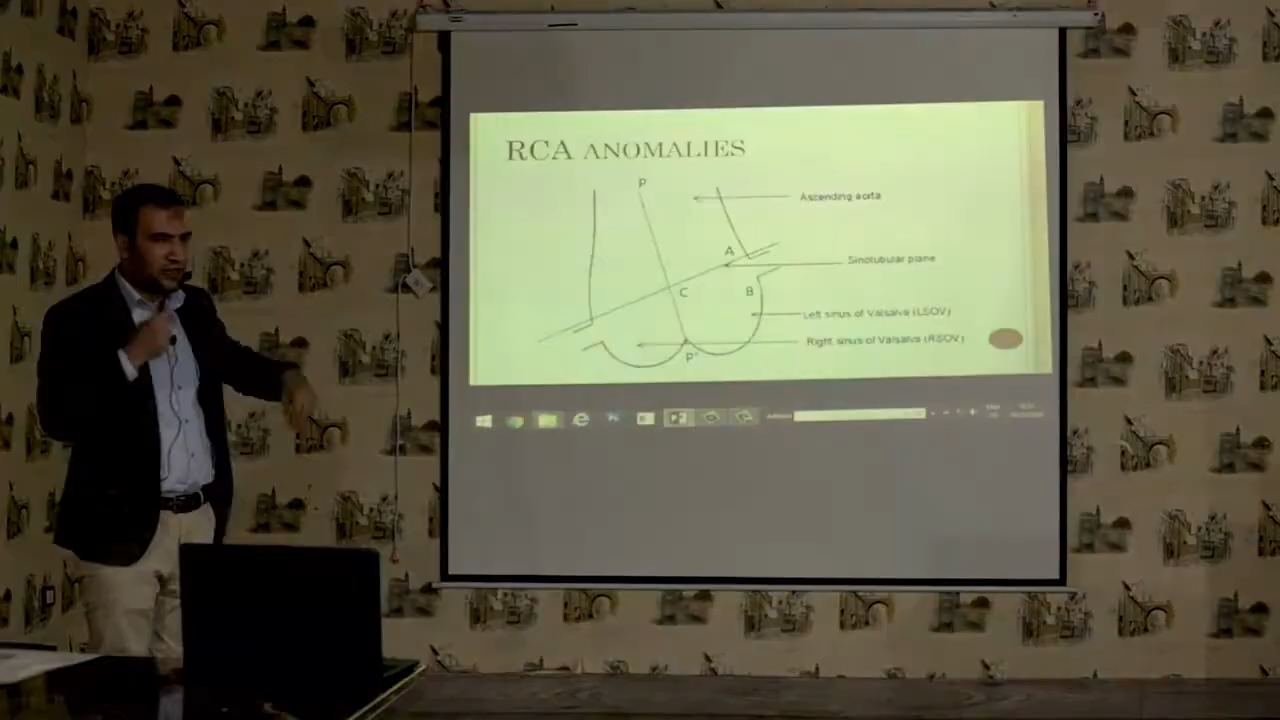 RCA ANOMALIES
P
Ascending aorta
A
Sinotubular plane
C
B
Left sinus of Valsalva (LSOV)
Right sinus of Valsalva (RSOV)
P'